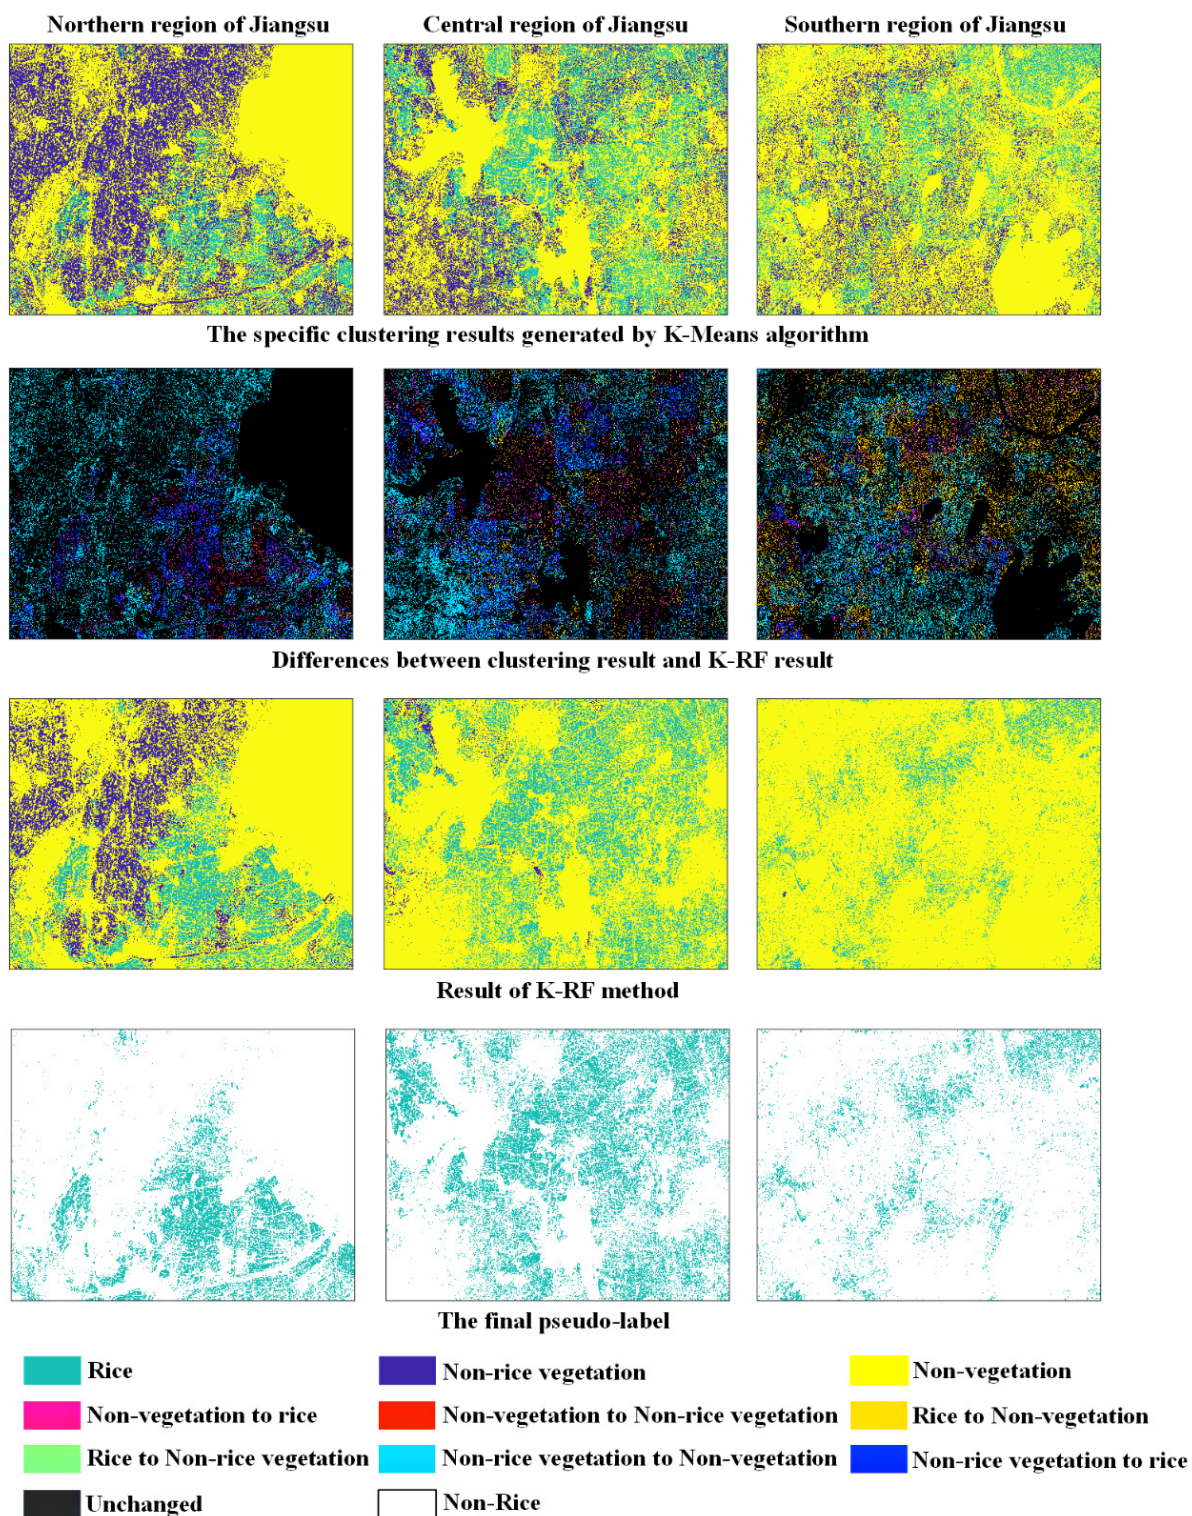 Northern region of Jiangsu
Central region of Jiangsu
Southern region of Jiangsu
The specific clustering results generated by K-Means algorithm
Differences between clustering result and K-RF result
Result of K-RF method
The final pseudo-label
Rice
Non-rice vegetation
Non-vegetation
Non-vegetation to rice
Non-vegetation to Non-rice vegetation
Rice to Non-vegetation
Rice to Non-rice vegetation
Non-rice vegetation to Non-vegetation
Non-rice vegetation to rice
Unchanged
Non-Rice